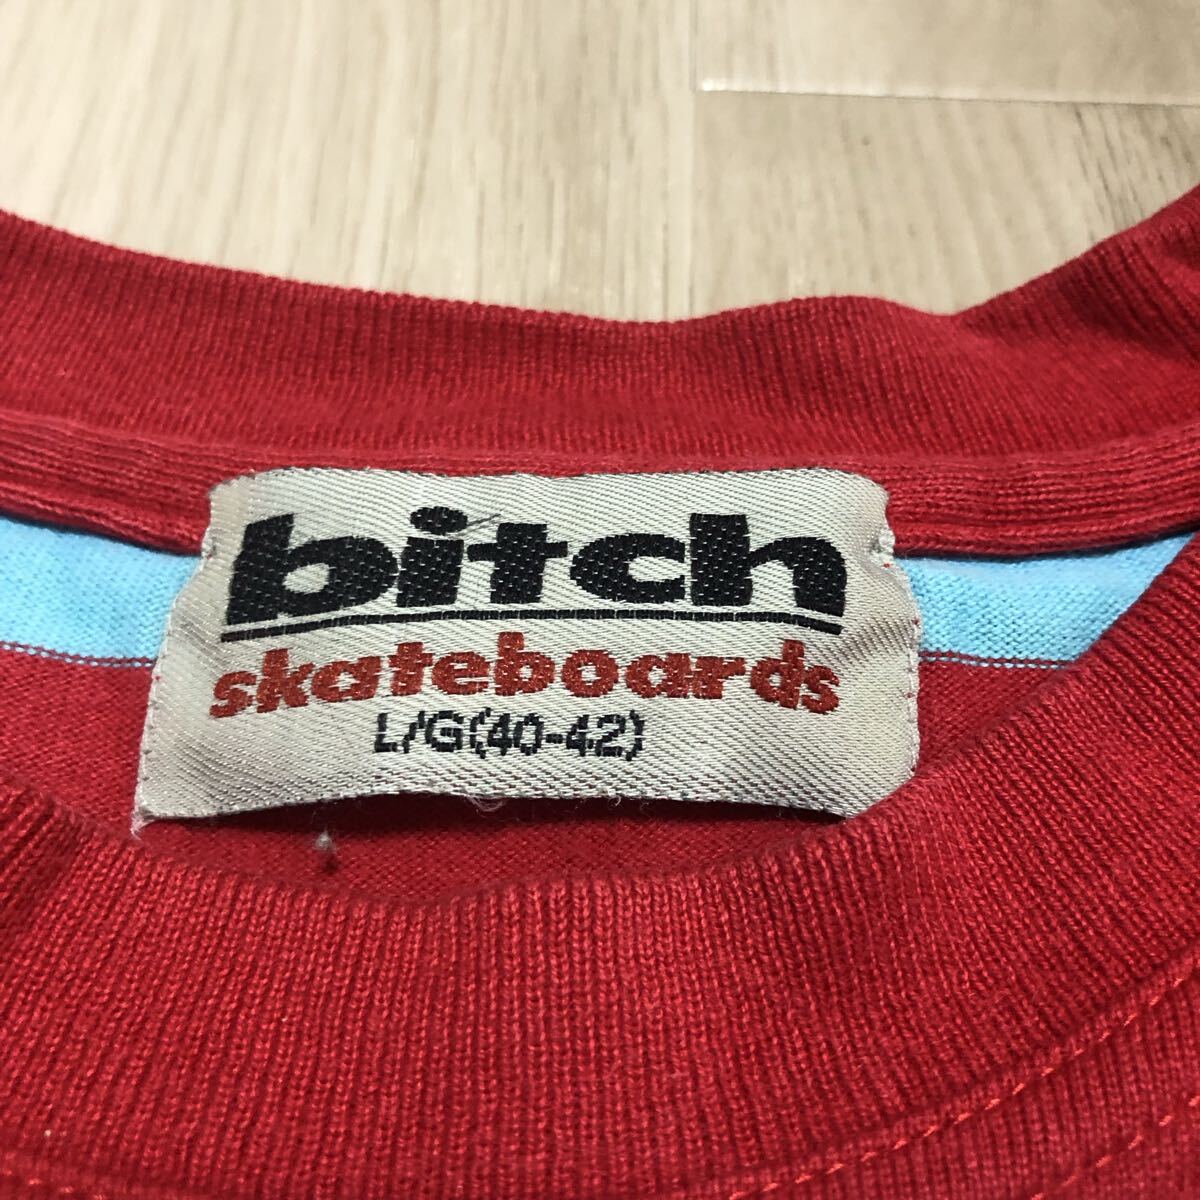 bitch
skateboards
L/G(40-42)